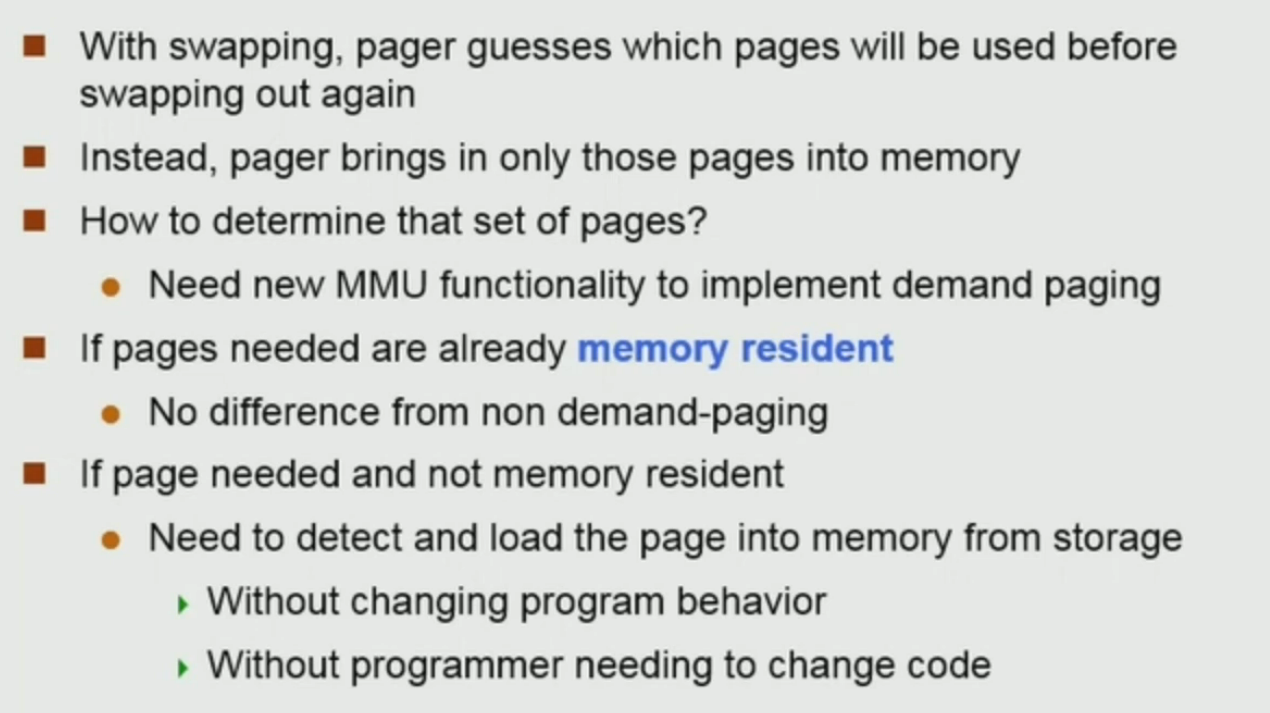 With swapping, pager guesses which pages will be used before
swapping out again
Instead, pager brings in only those pages into memory
How to determine that set of pages?
Need new MMU functionality to implement demand paging
If pages needed are already memory resident
No difference from non demand-paging
If page needed and not memory resident
Need to detect and load the page into memory from storage
Without changing program behavior
Without programmer needing to change code